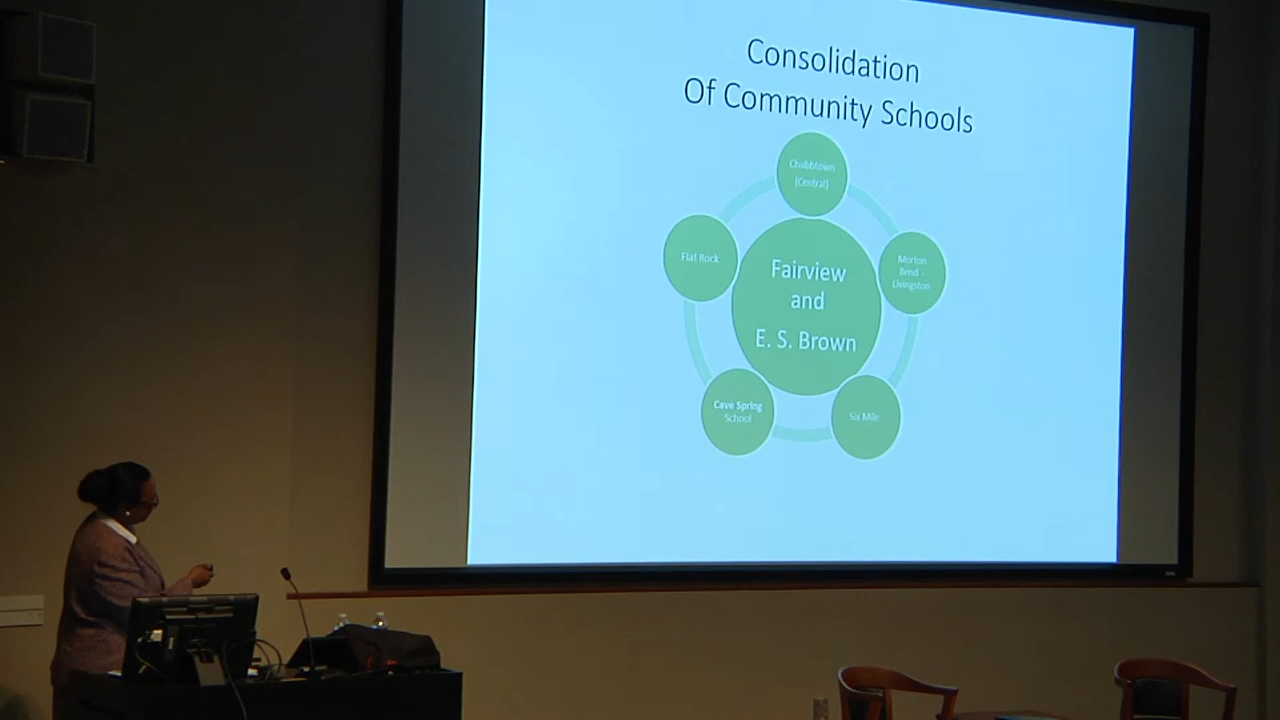 Consolidation
Of Community Schools
Chubbtown
(Central)
Flat Rock
Morton
Bend -
Livingston
Fairview
and
E. S. Brown
Cave Spring
School
Six Mile